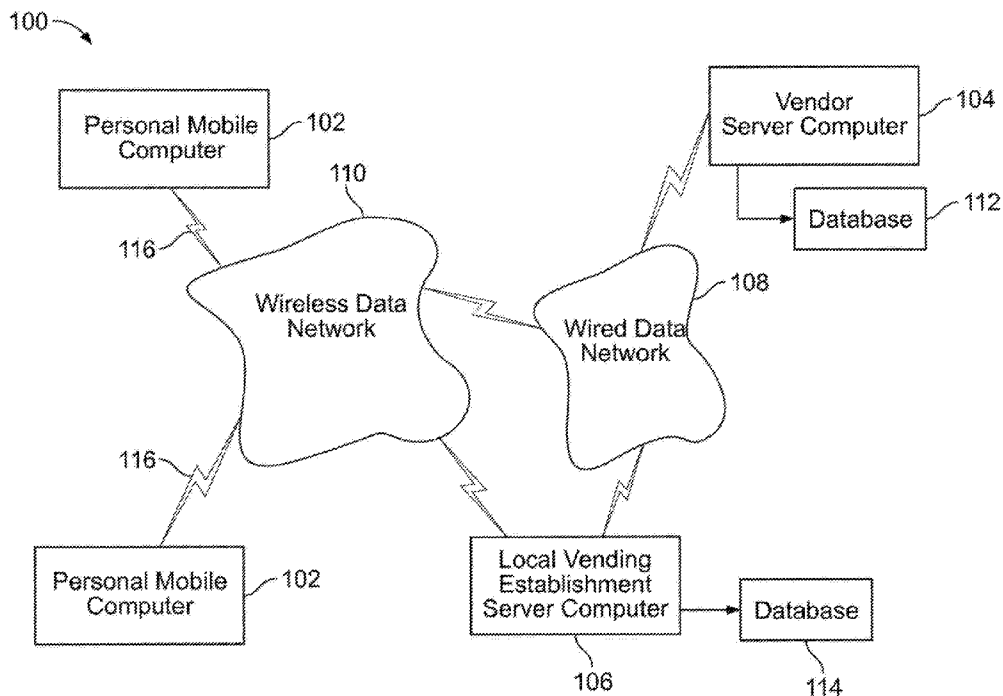 100
Personal Mobile
Computer
102
Vendor
Server Computer
104
110
112
Database
116
108
Wireless Data
Network
Wired Data
Network
116
Local Vending
Establishment
Server Computer
Personal Mobile
Computer
102
Database
106
114